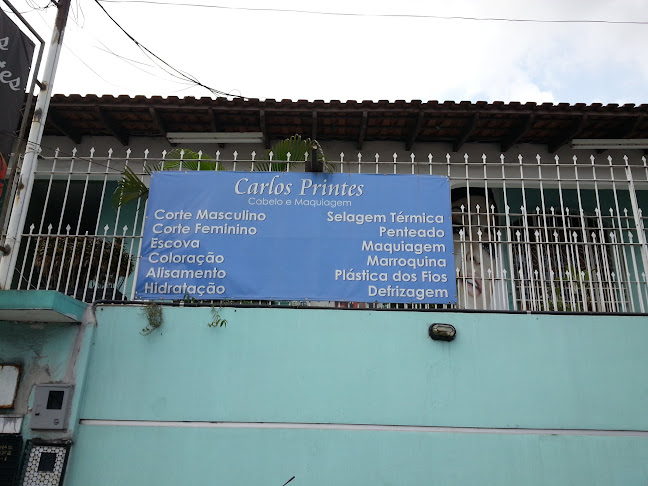 Carlos Printes
Cabelo e Maquiagem
Corte Masculino
Corte Feminino
Escova
Coloração
Alisamento
Hidratação
Selagem Térmica
Penteado
Maquiagem
Marroquina
Plástica dos Fios
Defrizagem